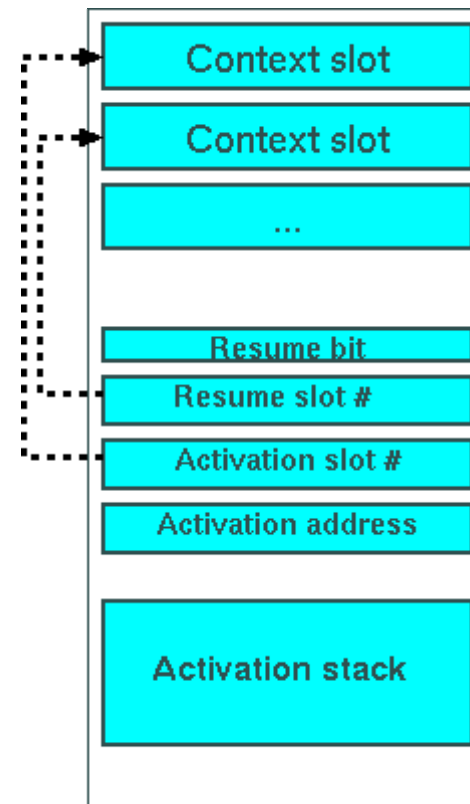 Context slot
Context slot
...
Resume bit
Resume slot #
Activation slot #
Activation address
Activation stack